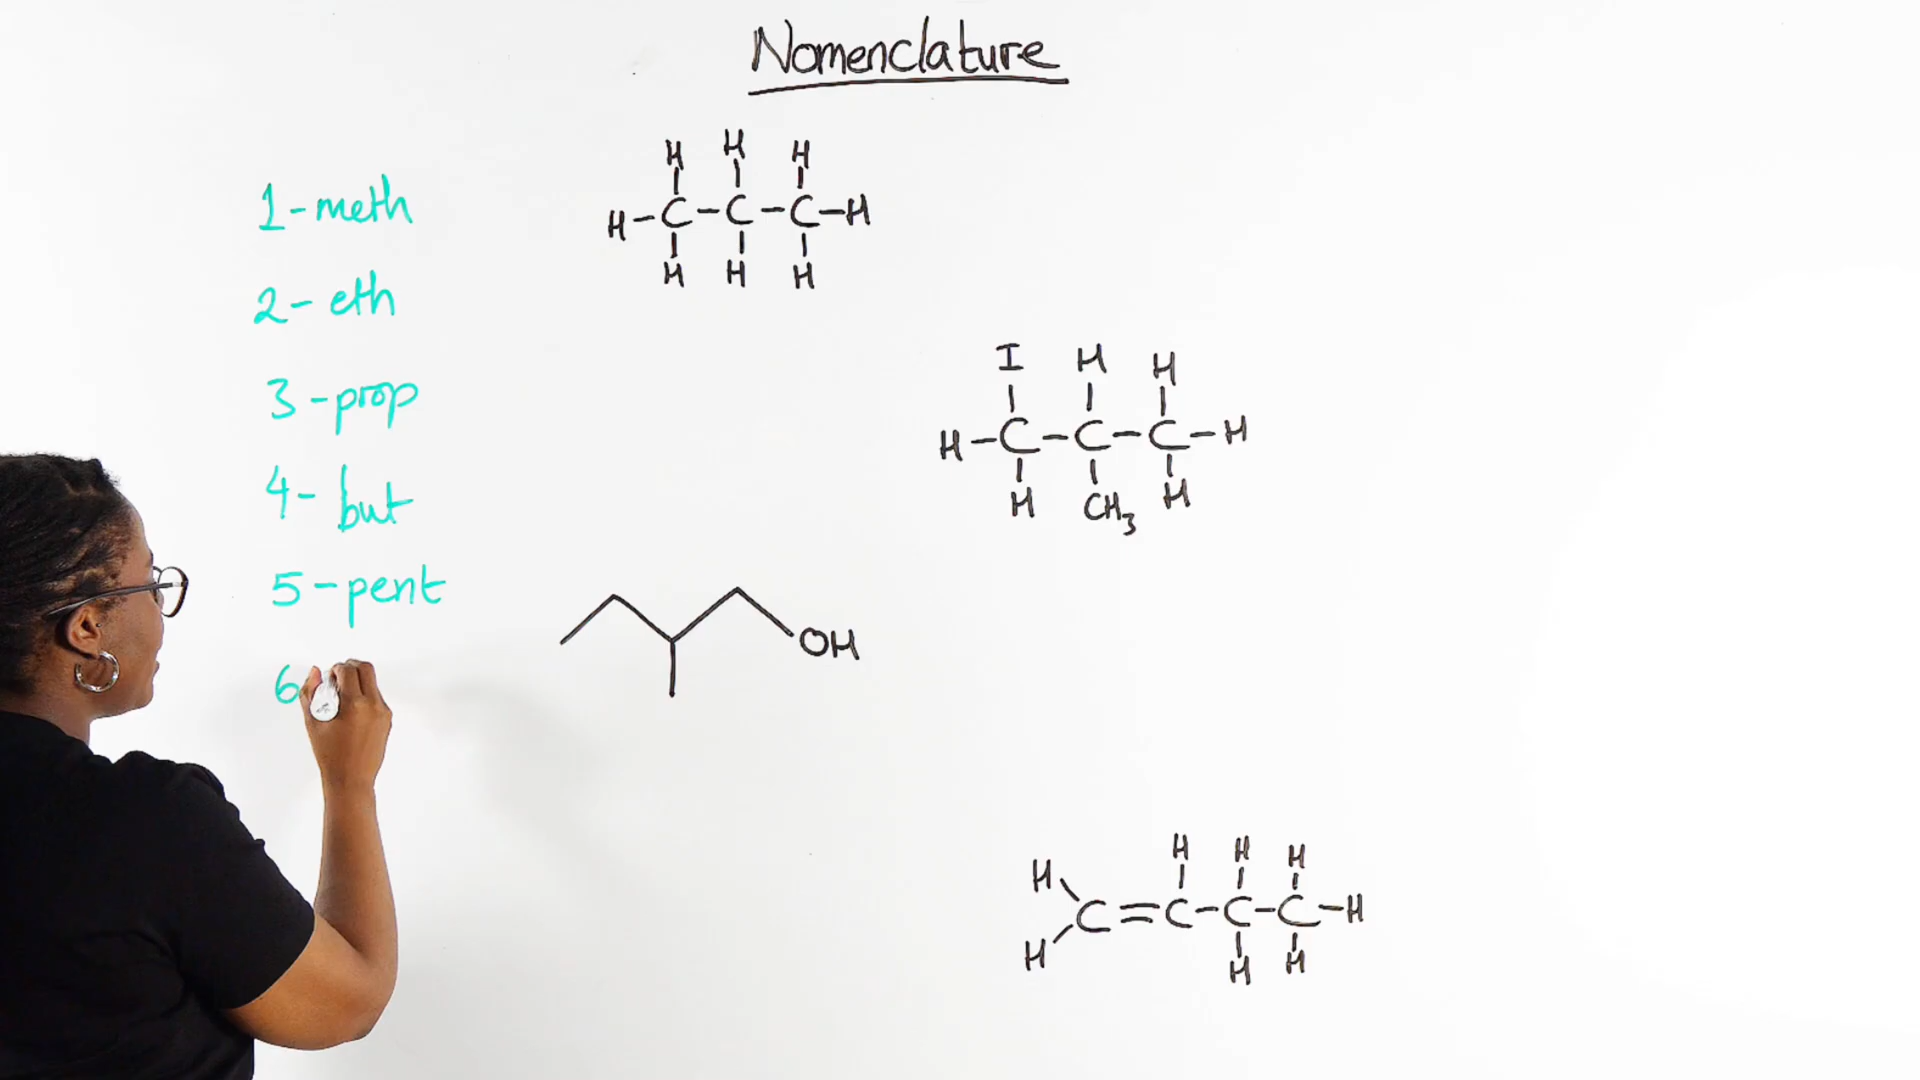 Nomenclature
1-meth
2- eth
3-prop
4- but
5-pent
6
H H H
H-C-C-C-H
H H H
I H H
H-C-C-C-H
H CH3 H
OH
H H H H
C=C-C-C-H
H H H